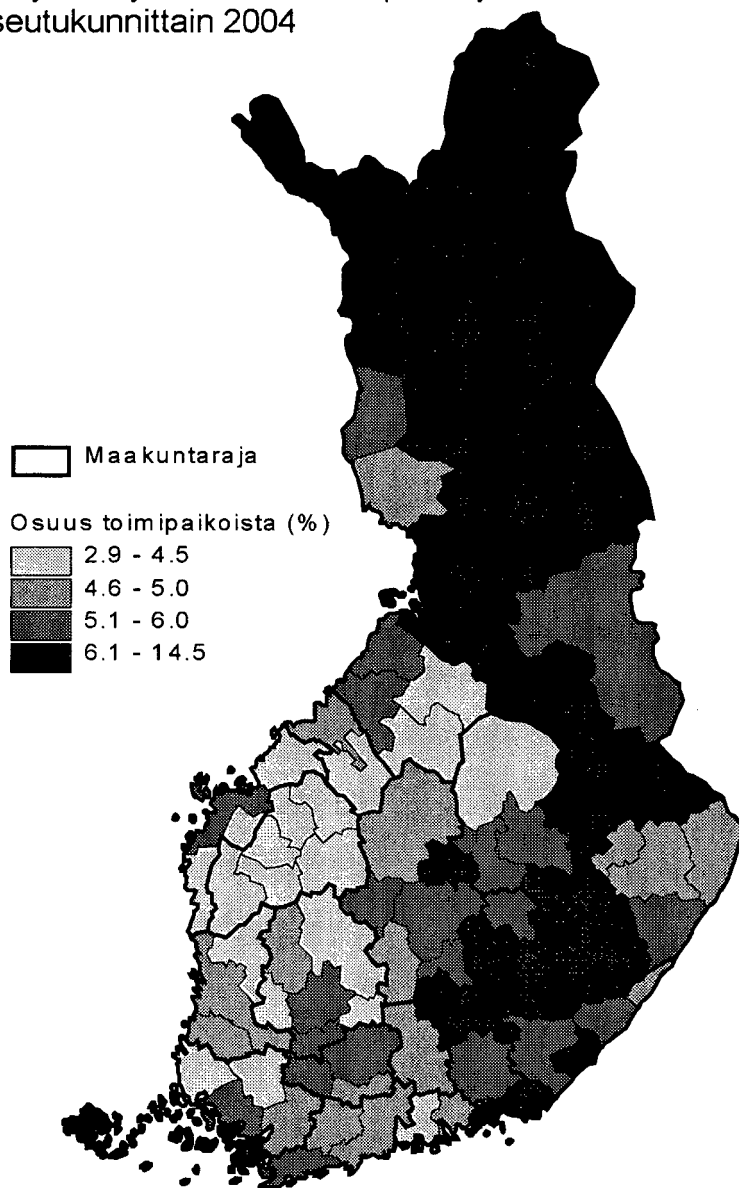 seutukunnittain 2004
Maakuntaraja
Osuus toimipaikoista (%)
2.9 - 4.5
4.6 - 5.0
5.1 - 6.0
6.1 - 14.5